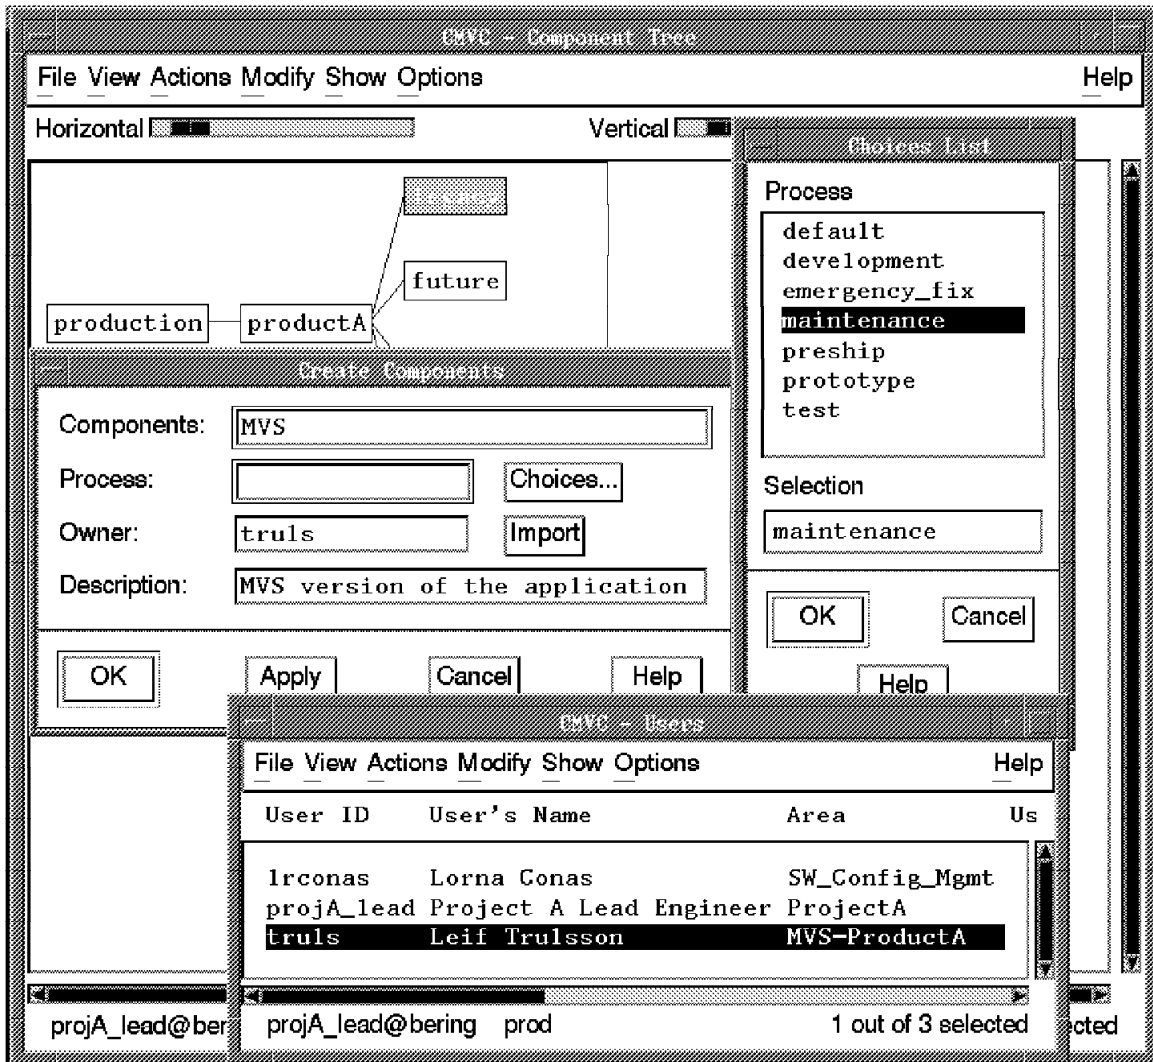 CMVC - Component Tree
File View Actions Modify Show Options Help
Horizontal Vertical
future
production productA
Choices List
Process
default
development
emergency_fix
maintenance
preship
prototype
test
Selection
maintenance
OK Cancel
Help
Create Components
Components: MVS
Process: Choices...
Owner: truls Import
Description: MVS version of the application
OK Apply Cancel Help
CMVC - Users
File View Actions Modify Show Options Help
User ID User's Name Area Us
lrconas Lorna Conas SW_Config_Mgmt
projA_lead Project A Lead Engineer ProjectA
truls Leif Trulsson MVS-ProductA
projA_lead@bering prod 1 out of 3 selected
projA_lead@ber ected